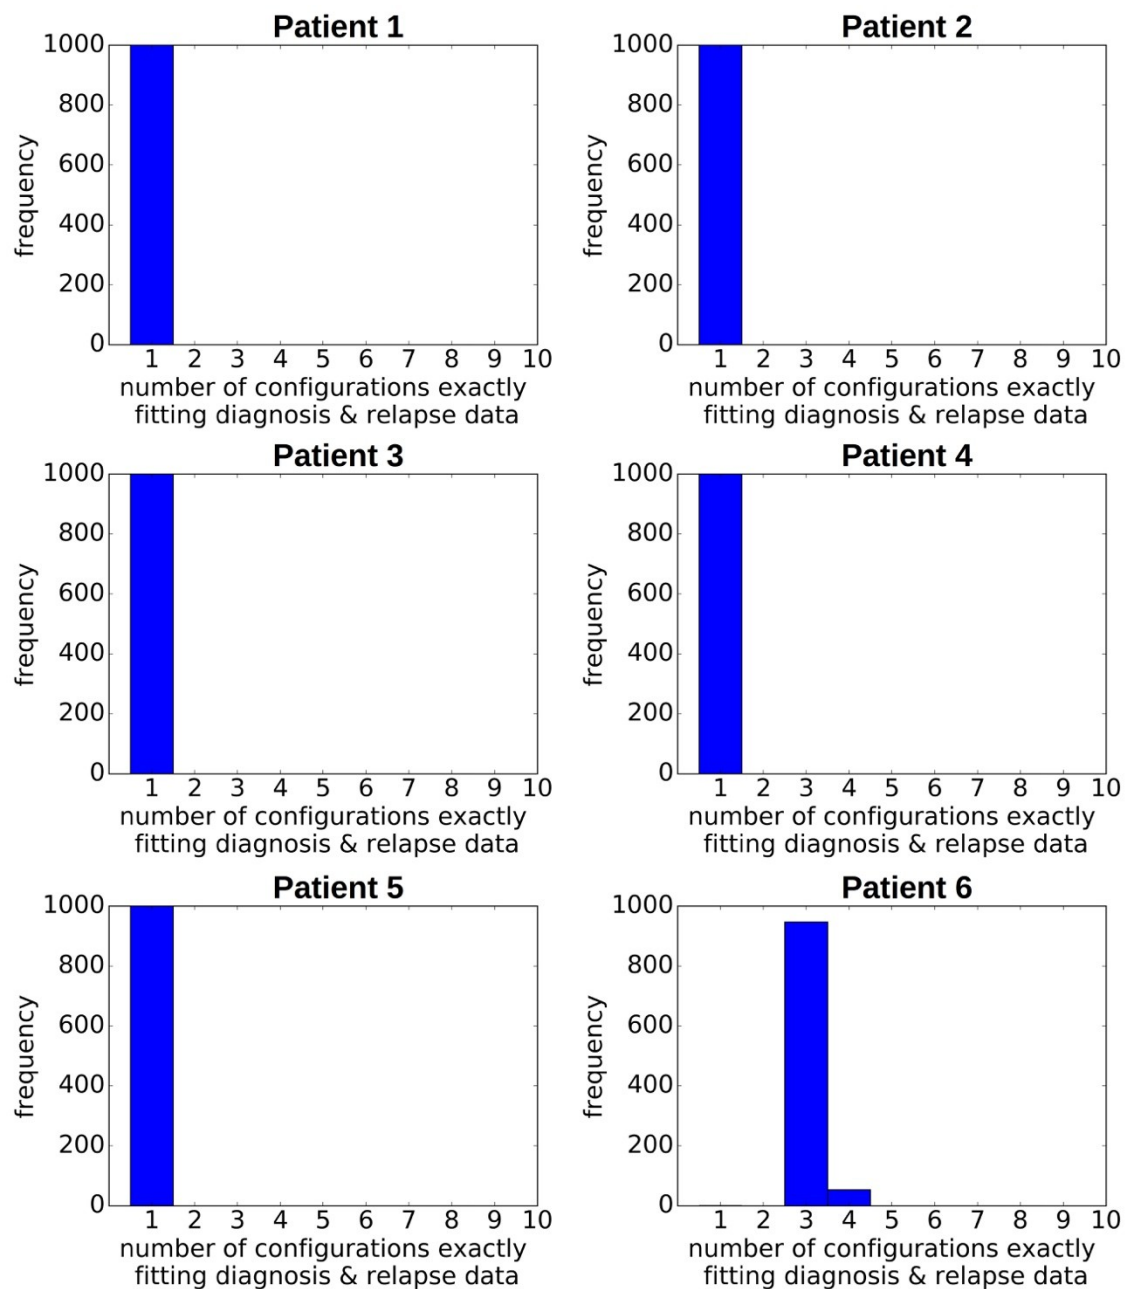 Patient 1
1000
800
600
400
200
0
frequency
1 2 3 4 5 6 7 8 9 10
number of configurations exactly
fitting diagnosis & relapse data
Patient 2
1000
800
600
400
200
0
frequency
1 2 3 4 5 6 7 8 9 10
number of configurations exactly
fitting diagnosis & relapse data
Patient 3
1000
800
600
400
200
0
frequency
1 2 3 4 5 6 7 8 9 10
number of configurations exactly
fitting diagnosis & relapse data
Patient 4
1000
800
600
400
200
0
frequency
1 2 3 4 5 6 7 8 9 10
number of configurations exactly
fitting diagnosis & relapse data
Patient 5
1000
800
600
400
200
0
frequency
1 2 3 4 5 6 7 8 9 10
number of configurations exactly
fitting diagnosis & relapse data
Patient 6
1000
800
600
400
200
0
frequency
1 2 3 4 5 6 7 8 9 10
number of configurations exactly
fitting diagnosis & relapse data